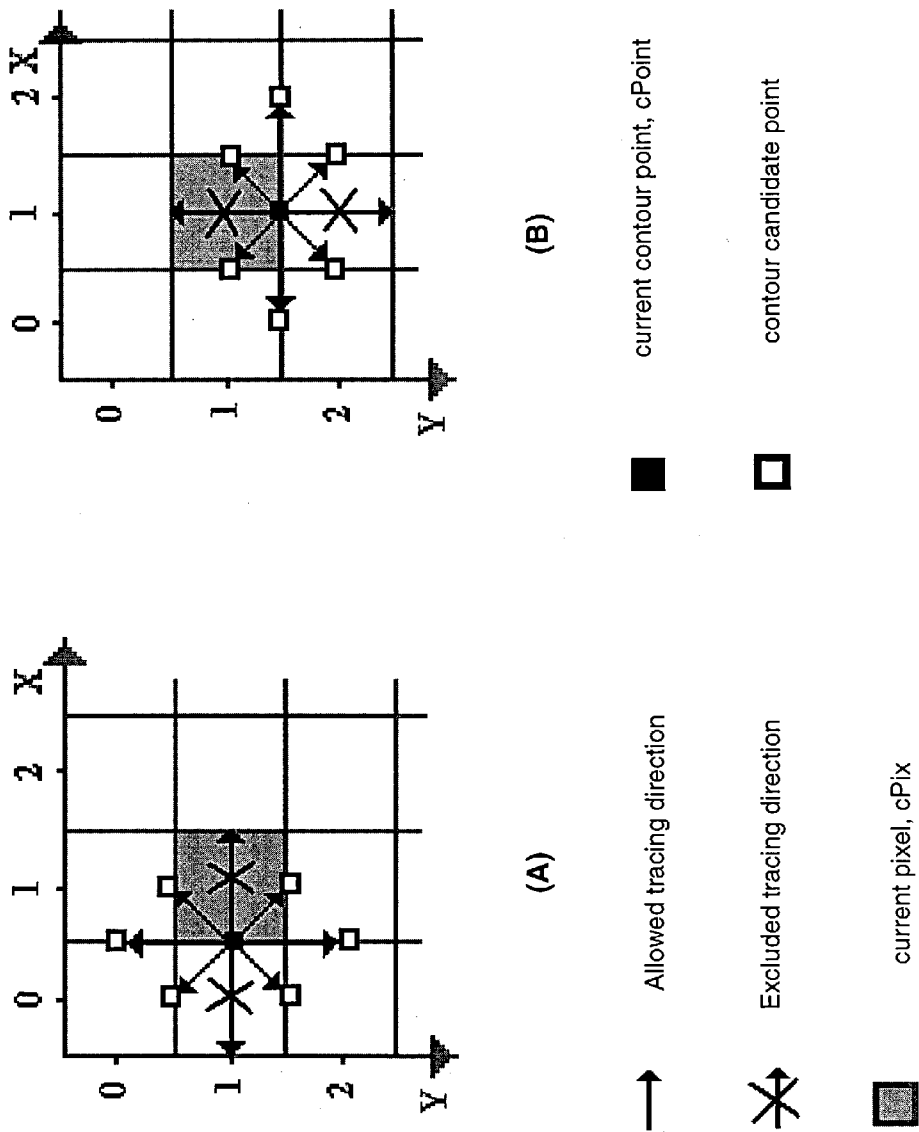 0 1 2 X
0
1
2
Y
(A)
0 1 2 X
0
1
2
Y
(B)
Allowed tracing direction
Excluded tracing direction
current pixel, cPix
current contour point, cPoint
contour candidate point